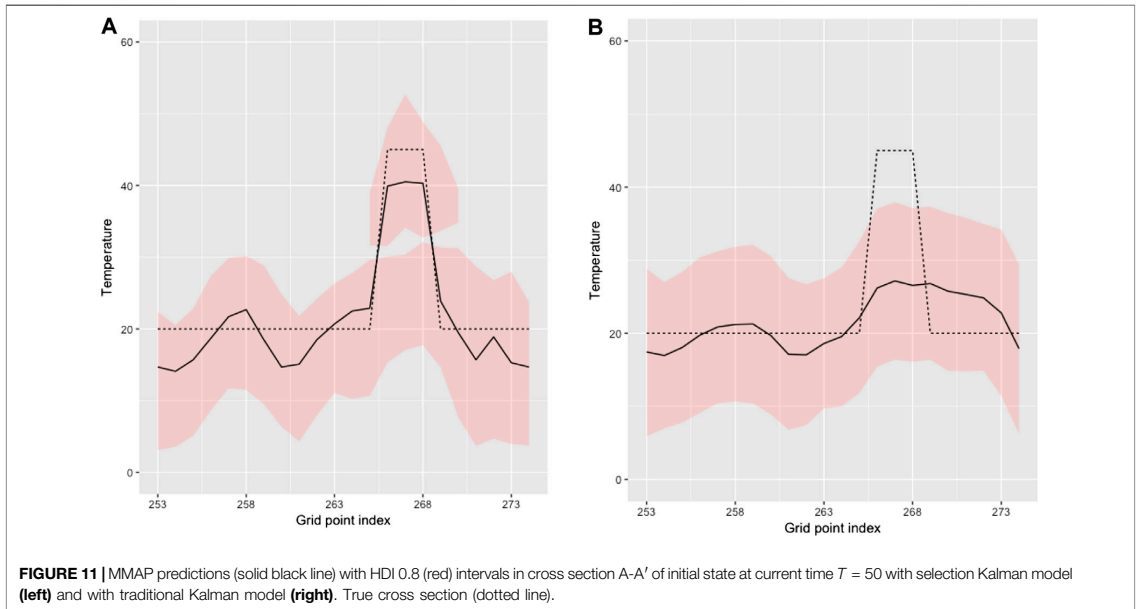 A
60
40
20
0
Temperature
253
258
263
268
273
Grid point index
B
60
40
20
0
Temperature
253
258
263
268
273
Grid point index
FIGURE 11 | MMAP predictions (solid black line) with HDI 0.8 (red) intervals in cross section A-A′ of initial state at current time T = 50 with selection Kalman model
(left) and with traditional Kalman model (right). True cross section (dotted line).